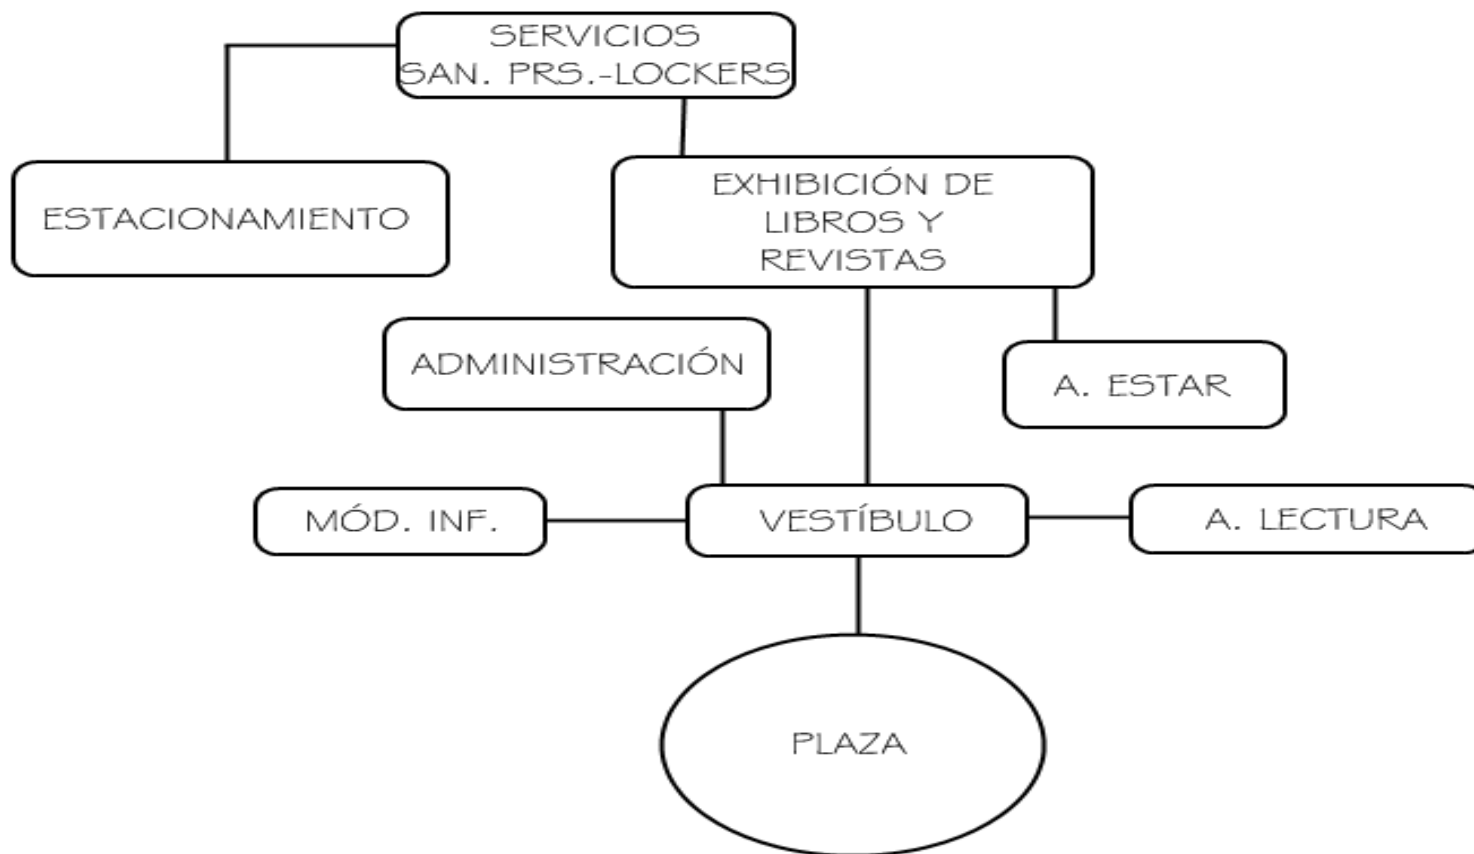 SERVICIOS
SAN. PRS.-LOCKERS
ESTACIONAMIENTO
EXHIBICIÓN DE
LIBROS Y
REVISTAS
ADMINISTRACIÓN
A. ESTAR
MÓD. INF.
VESTÍBULO
A. LECTURA
PLAZA